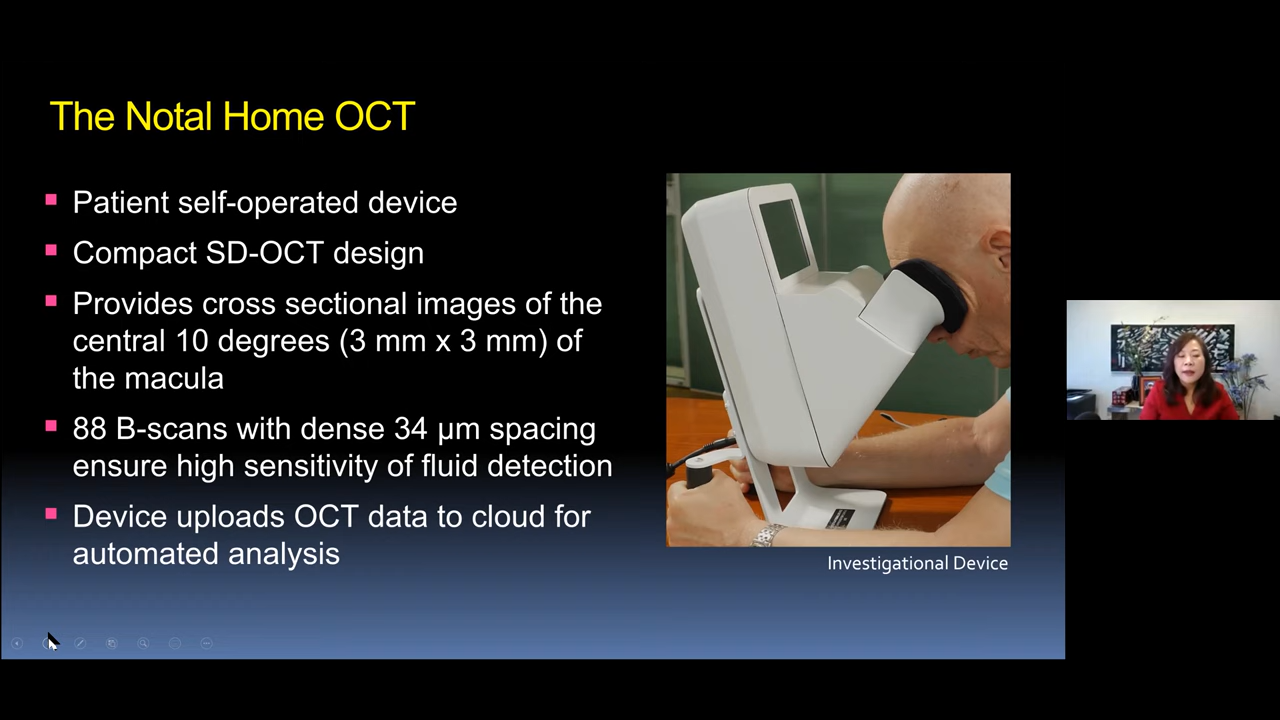 The Notal Home OCT
Patient self-operated device
Compact SD-OCT design
Provides cross sectional images of the
central 10 degrees (3 mm x 3 mm) of
the macula
88 B-scans with dense 34 µm spacing
ensure high sensitivity of fluid detection
Device uploads OCT data to cloud for
automated analysis
Investigational Device